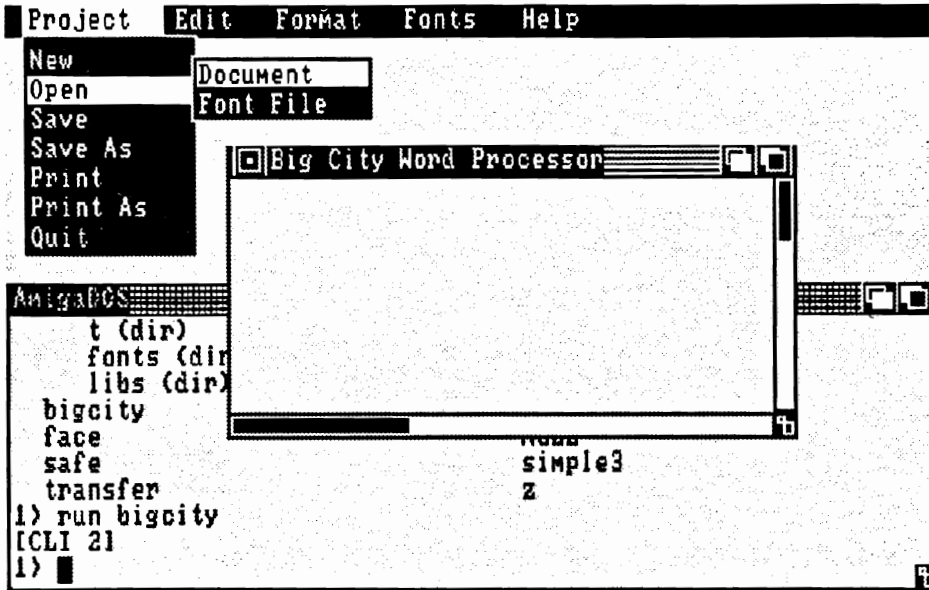 Project Edit Format Fonts Help
New
Open
Save
Save As
Print
Print As
Quit
Document
Font File
Big City Word Processor
AmigaDOS
t (dir)
fonts (dir
libs (dir)
bigcity
face
safe simple3
transfer z
1> run bigcity
[CLI 2]
1>